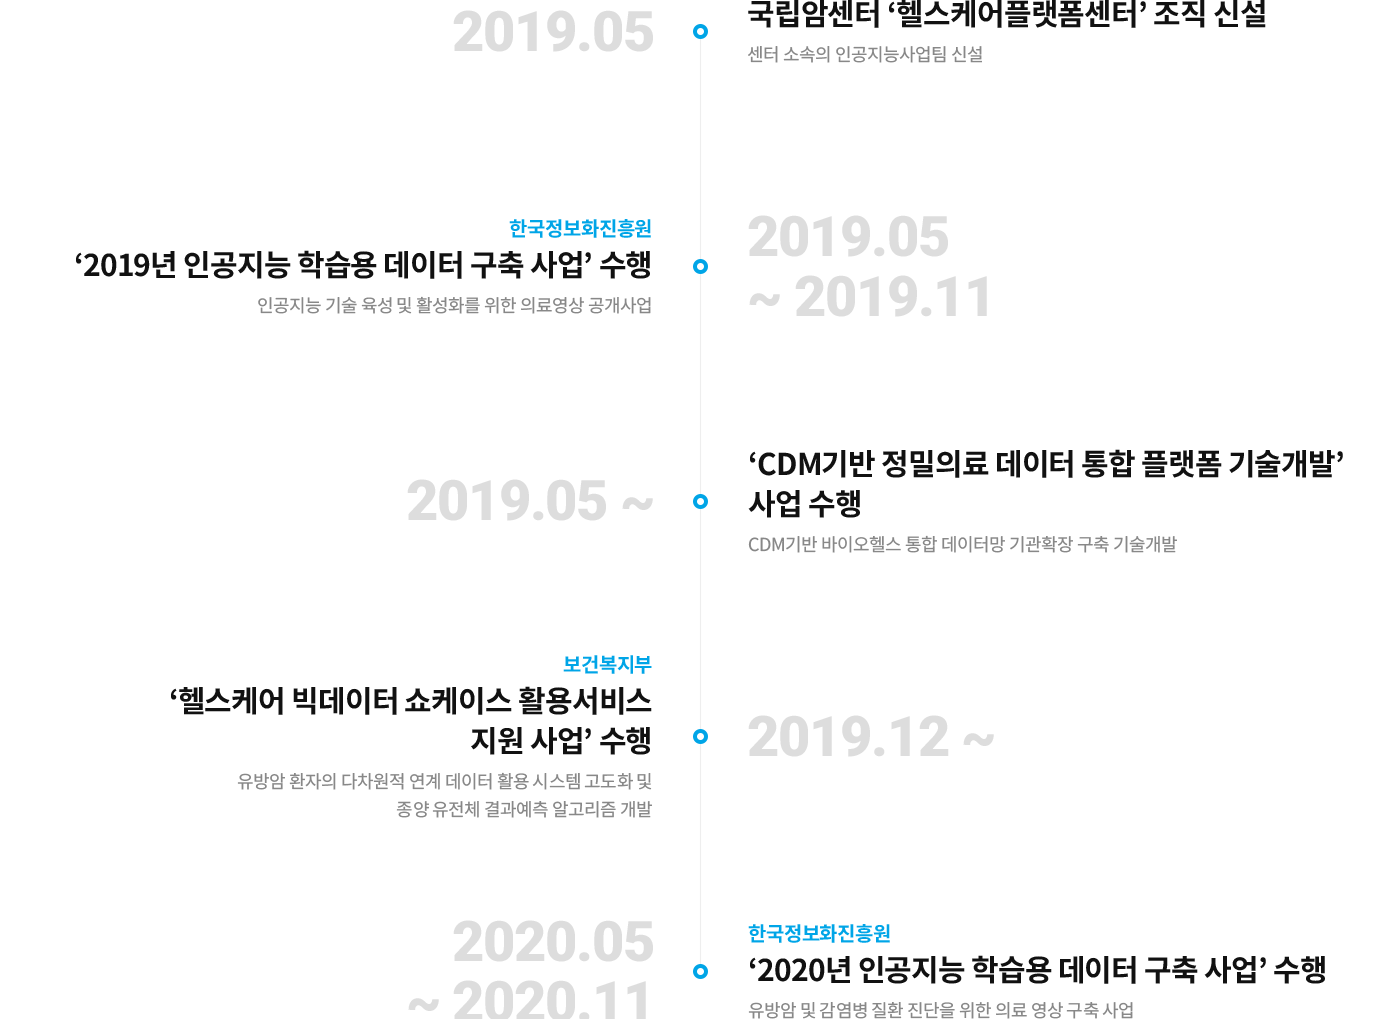 2019.05
국립암센터 ‘헬스케어플랫폼센터’ 조직 신설
센터 소속의 인공지능사업팀 신설
한국정보화진흥원
‘2019년 인공지능 학습용 데이터 구축 사업’ 수행
인공지능 기술 육성 및 활성화를 위한 의료영상 공개사업
2019.05
~ 2019.11
2019.05 ~
‘CDM기반 정밀의료 데이터 통합 플랫폼 기술개발’
사업 수행
CDM기반 바이오헬스 통합 데이터망 기관확장 구축 기술개발
보건복지부
‘헬스케어 빅데이터 쇼케이스 활용서비스
지원 사업’ 수행
유방암 환자의 다차원적 연계 데이터 활용 시스템 고도화 및
종양 유전체 결과예측 알고리즘 개발
2019.12 ~
2020.05
~ 2020.11
한국정보화진흥원
‘2020년 인공지능 학습용 데이터 구축 사업’ 수행
유방암 및 감염병 질환 진단을 위한 의료 영상 구축 사업